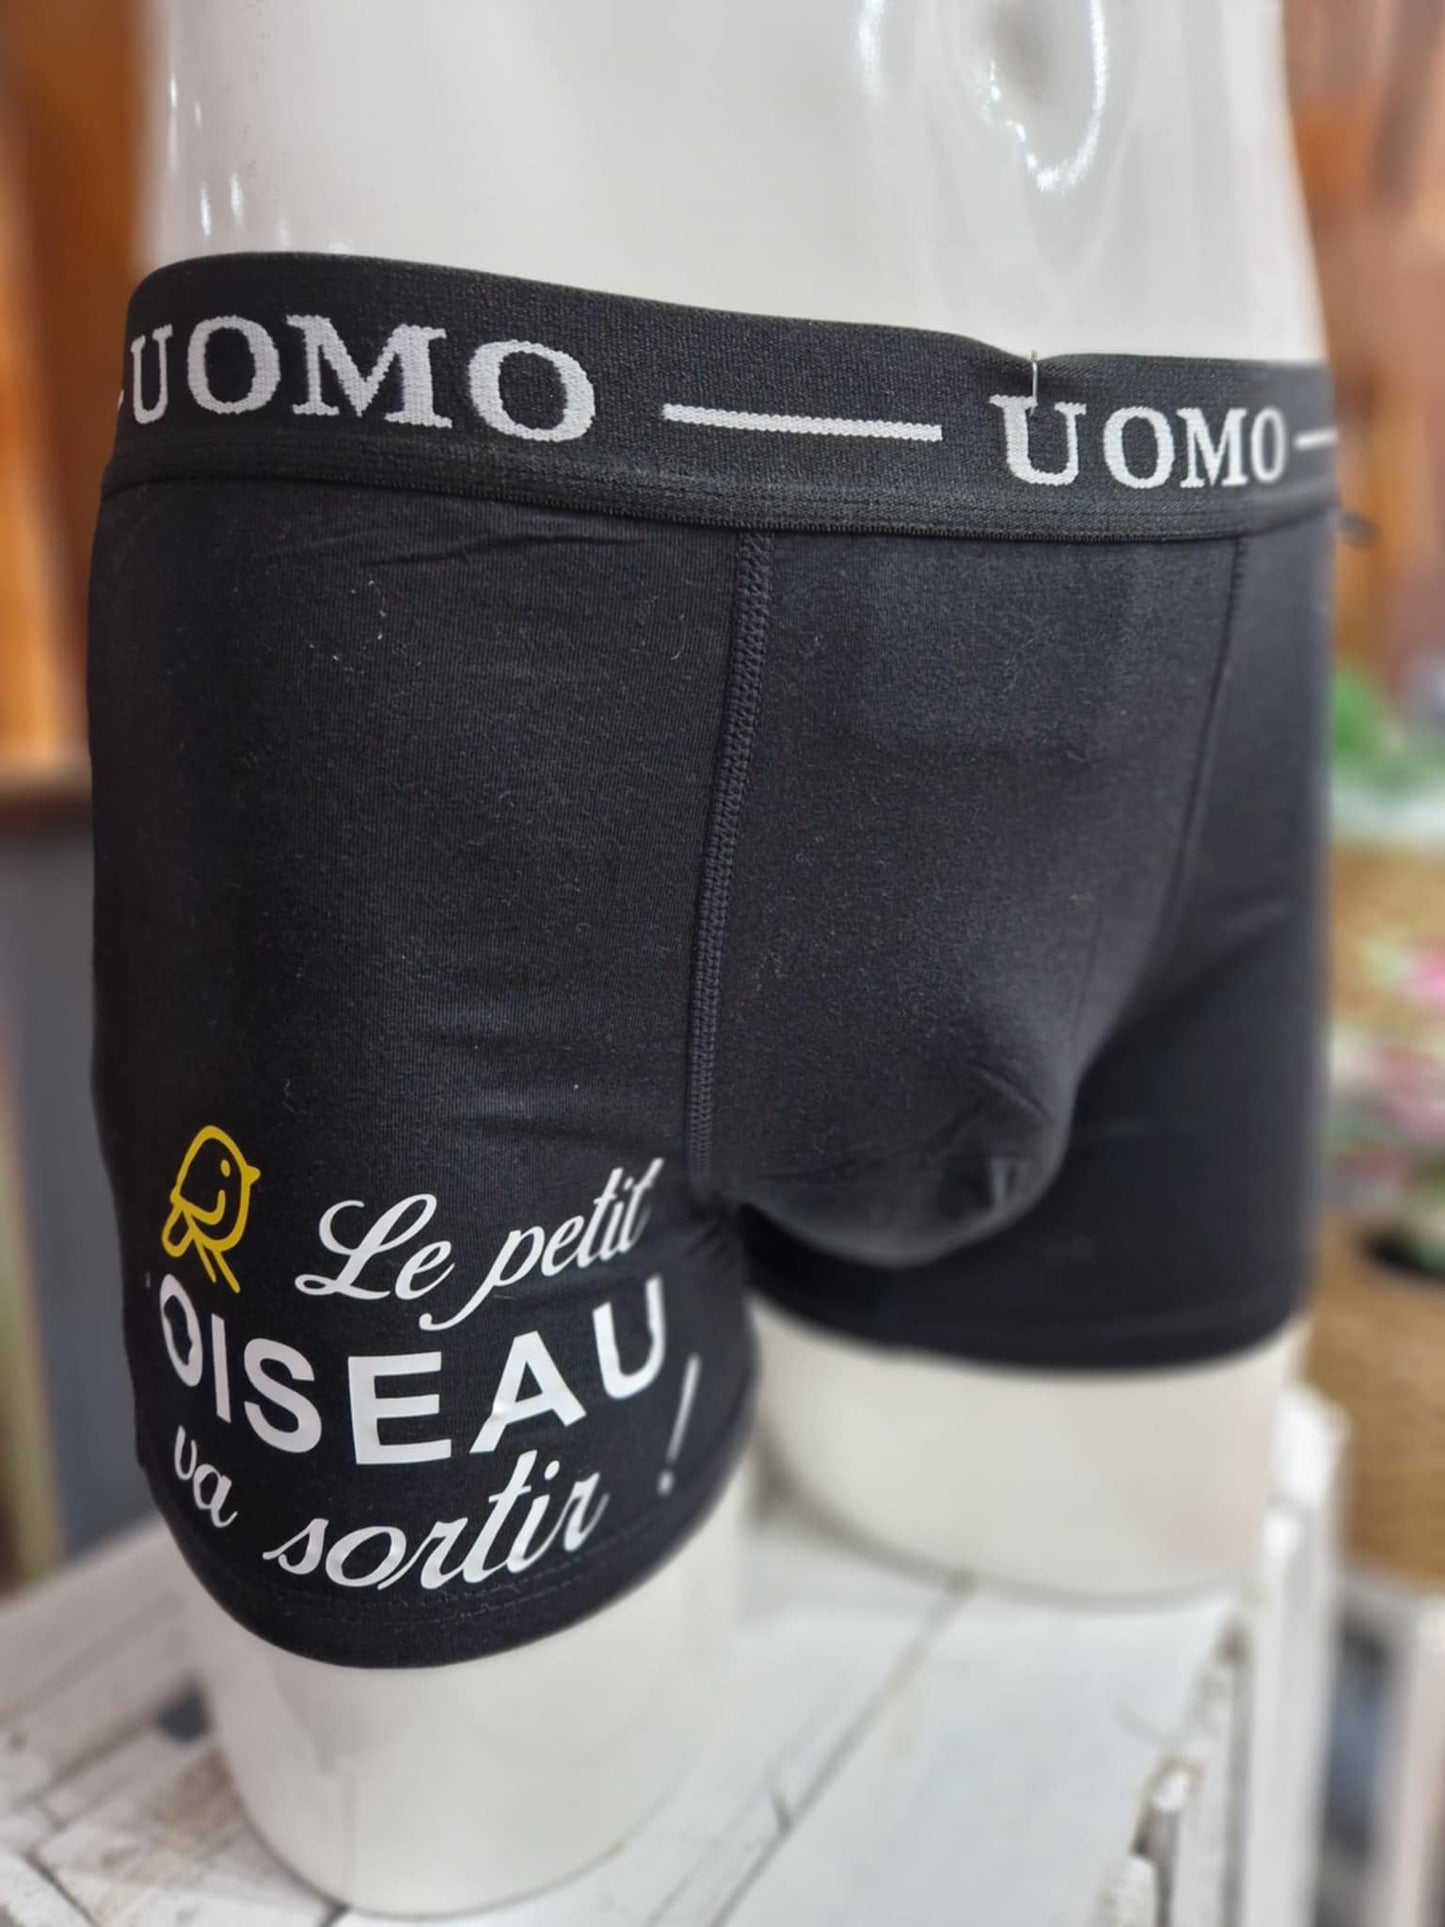 UOMO — UOMO —
Le petit
OISEAU
va sortir !